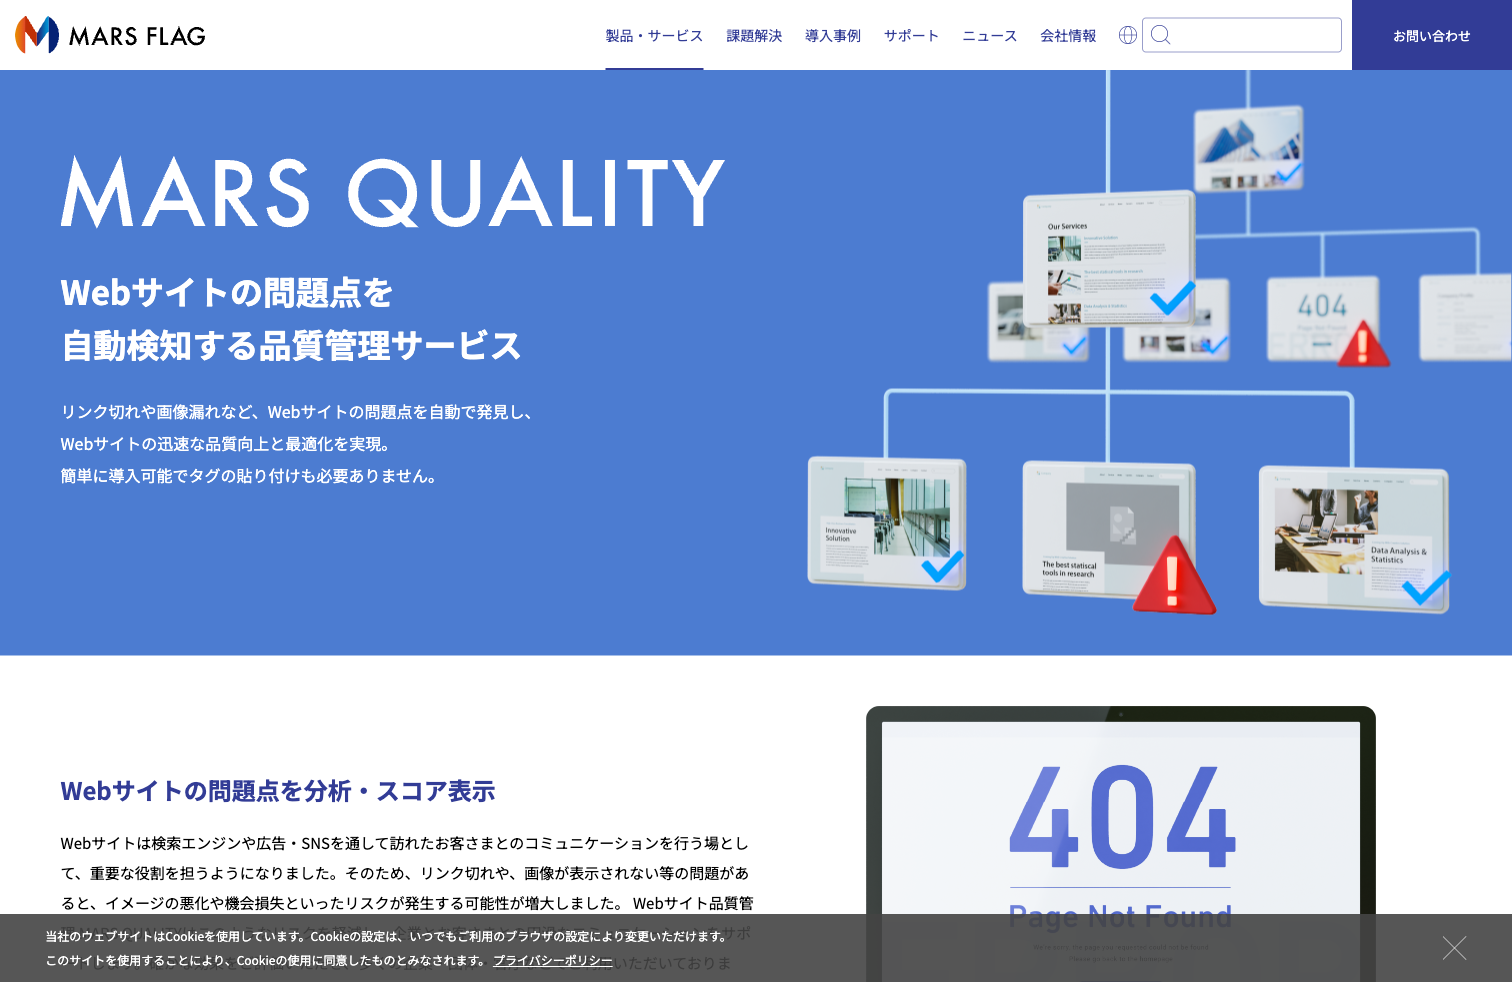 MARS FLAG
製品・サービス
課題解決
導入事例
サポート
ニュース
会社情報
お問い合わせ
MARS QUALITY
Webサイトの問題点を
自動検知する品質管理サービス
リンク切れや画像漏れなど、Webサイトの問題点を自動で発見し、
Webサイトの迅速な品質向上と最適化を実現。
簡単に導入可能でタグの貼り付けも必要ありません。
Our Services
404
Page Not Found
Innovative
Solution
The best statiscal
tools in research
Data Analysis &
Statistics
Webサイトの問題点を分析・スコア表示
Webサイトは検索エンジンや広告・SNSを通して訪れたお客さまとのコミュニケーションを行う場とし
て、重要な役割を担うようになりました。そのため、リンク切れや、画像が表示されない等の問題があ
ると、イメージの悪化や機会損失といったリスクが発生する可能性が増大しました。 Webサイト品質管
404
Page Not Found
当社のウェブサイトはCookieを使用しています。Cookieの設定は、いつでもご利用のブラウザの設定により変更いただけます。
このサイトを使用することにより、Cookieの使用に同意したものとみなされます。 プライバシーポリシー